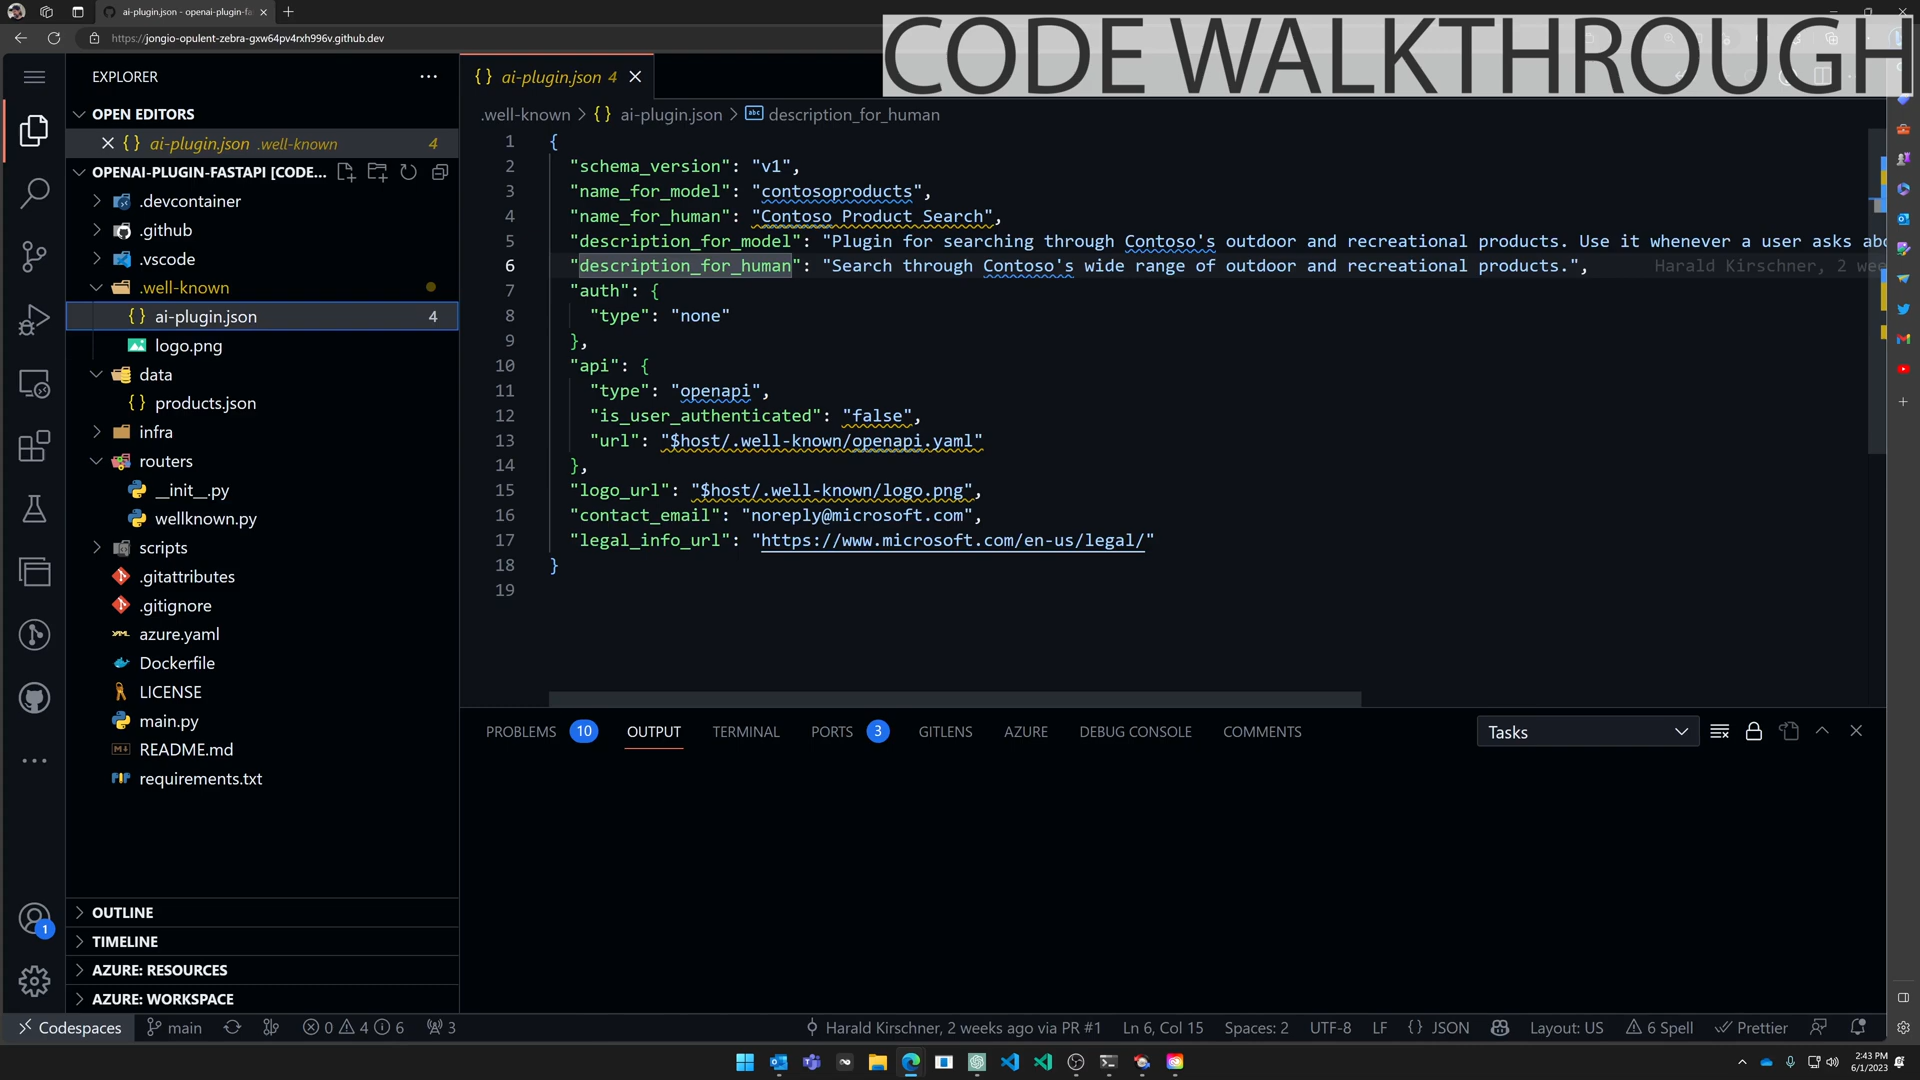 ai-plugin.json - openai-plugin-fa
https://jongio-opulent-zebra-gxw64pv4rxh996v.github.dev
CODE WALKTHROUGH
EXPLORER
OPEN EDITORS
ai-plugin.json .well-known 4
OPENAI-PLUGIN-FASTAPI [CODE...
.devcontainer
.github
.vscode
.well-known
ai-plugin.json 4
logo.png
data
products.json
infra
routers
__init__.py
wellknown.py
scripts
.gitattributes
.gitignore
azure.yaml
Dockerfile
LICENSE
main.py
README.md
requirements.txt
OUTLINE
TIMELINE
AZURE: RESOURCES
AZURE: WORKSPACE
{} ai-plugin.json 4
.well-known > {} ai-plugin.json > abc description_for_human
1 {
2 "schema_version": "v1",
3 "name_for_model": "contosoproducts",
4 "name_for_human": "Contoso Product Search",
5 "description_for_model": "Plugin for searching through Contoso's outdoor and recreational products. Use it whenever a user asks abo
6 "description_for_human": "Search through Contoso's wide range of outdoor and recreational products.", Harald Kirschner, 2 wee
7 "auth": {
8 "type": "none"
9 },
10 "api": {
11 "type": "openapi",
12 "is_user_authenticated": "false",
13 "url": "$host/.well-known/openapi.yaml"
14 },
15 "logo_url": "$host/.well-known/logo.png",
16 "contact_email": "noreply@microsoft.com",
17 "legal_info_url": "https://www.microsoft.com/en-us/legal/"
18 }
19
PROBLEMS 10 OUTPUT TERMINAL PORTS 3 GITLENS AZURE DEBUG CONSOLE COMMENTS Tasks
1
Codespaces main 0 4 6 3 Harald Kirschner, 2 weeks ago via PR #1 Ln 6, Col 15 Spaces: 2 UTF-8 LF {} JSON Layout: US 6 Spell Prettier
2:43 PM
6/1/2023